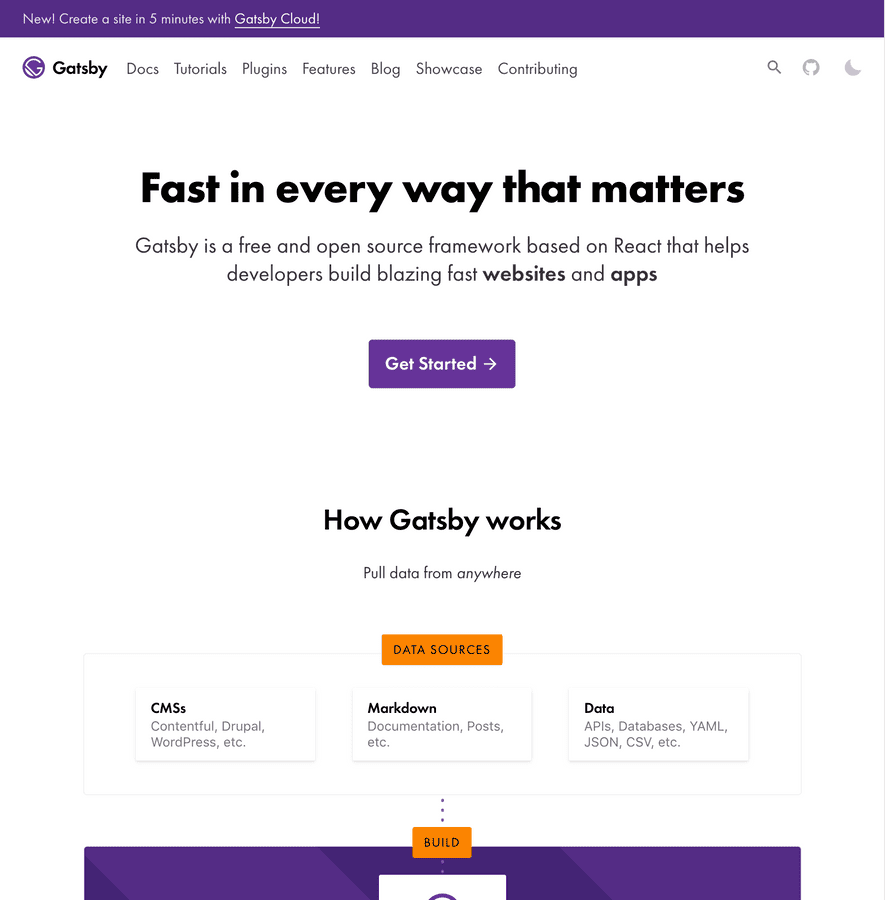 New! Create a site in 5 minutes with Gatsby Cloud!
Gatsby Docs Tutorials Plugins Features Blog Showcase Contributing
Fast in every way that matters
Gatsby is a free and open source framework based on React that helps
developers build blazing fast websites and apps
Get Started →
How Gatsby works
Pull data from anywhere
DATA SOURCES
CMSs
Contentful, Drupal,
WordPress, etc.
Markdown
Documentation, Posts,
etc.
Data
APIs, Databases, YAML,
JSON, CSV, etc.
BUILD